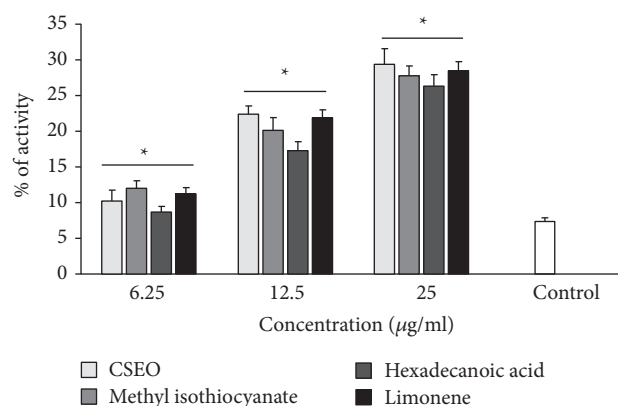 % of activity
35
30
25
20
15
10
5
0
*
*
*
6.25 12.5 25 Control
Concentration (μg/ml)
CSEO Hexadecanoic acid
Methyl isothiocyanate Limonene